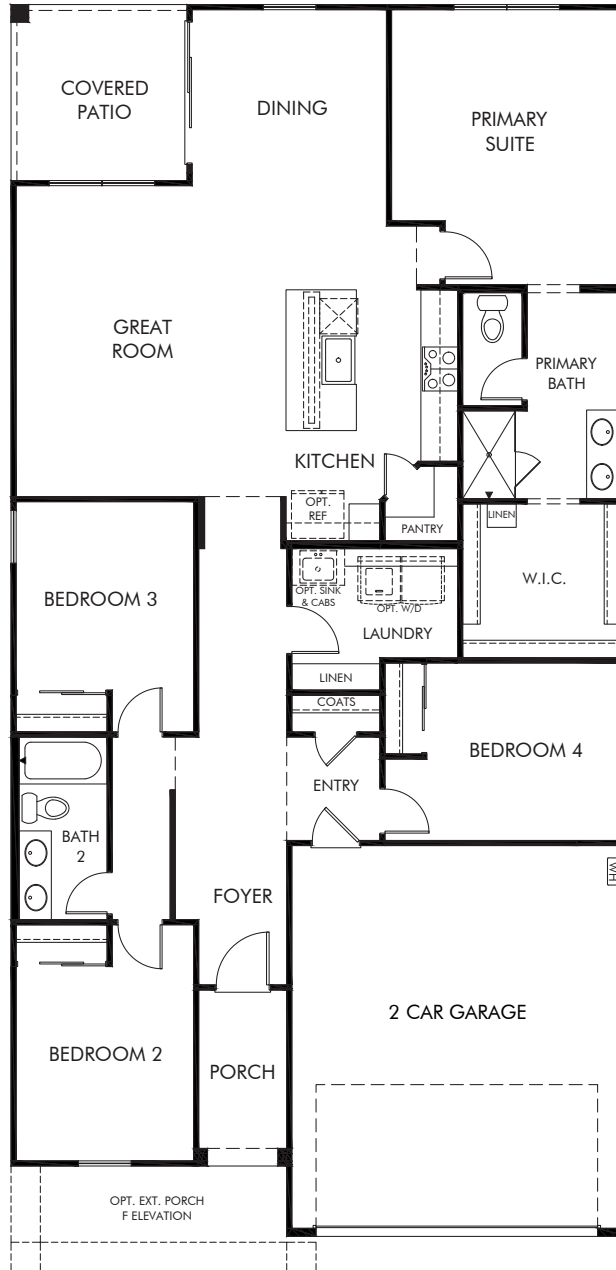 COVERED
PATIO
DINING
PRIMARY
SUITE
GREAT
ROOM
PRIMARY
BATH
KITCHEN
OPT.
REF
PANTRY
LINEN
W.I.C.
BEDROOM 3
OPT. SINK
& CABS
OPT. W/D
LAUNDRY
LINEN
COATS
BEDROOM 4
ENTRY
BATH
2
WH
FOYER
2 CAR GARAGE
BEDROOM 2
PORCH
OPT. EXT. PORCH
F ELEVATION